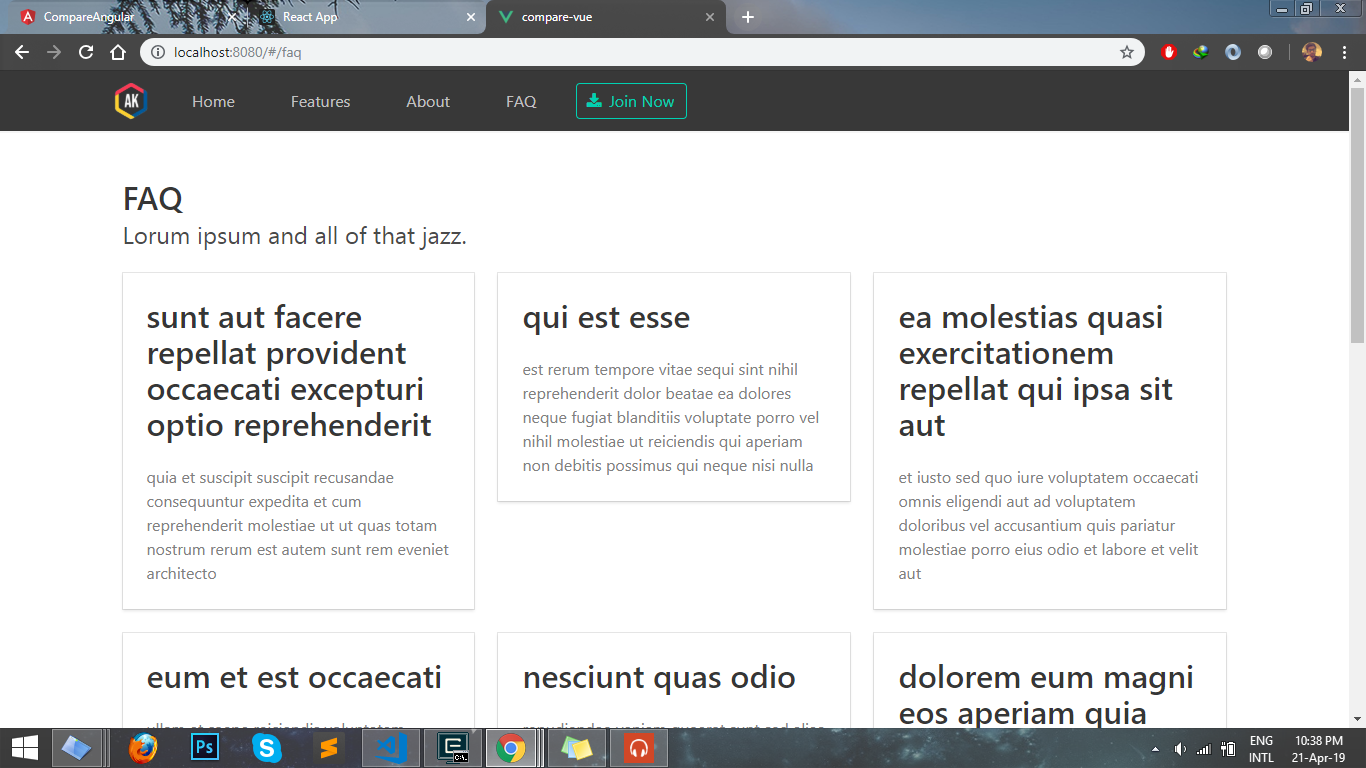 CompareAngular
React App
compare-vue
localhost:8080/#/faq
AK
Home
Features
About
FAQ
Join Now
FAQ
Lorum ipsum and all of that jazz.
sunt aut facere
repellat provident
occaecati excepturi
optio reprehenderit
quia et suscipit suscipit recusandae
consequuntur expedita et cum
reprehenderit molestiae ut ut quas totam
nostrum rerum est autem sunt rem eveniet
architecto
qui est esse
est rerum tempore vitae sequi sint nihil
reprehenderit dolor beatae ea dolores
neque fugiat blanditiis voluptate porro vel
nihil molestiae ut reiciendis qui aperiam
non debitis possimus qui neque nisi nulla
ea molestias quasi
exercitationem
repellat qui ipsa sit
aut
et iusto sed quo iure voluptatem occaecati
omnis eligendi aut ad voluptatem
doloribus vel accusantium quis pariatur
molestiae porro eius odio et labore et velit
aut
eum et est occaecati
nesciunt quas odio
dolorem eum magni
eos aperiam quia
Ps
C:\.
ENG
INTL
10:38 PM
21-Apr-19